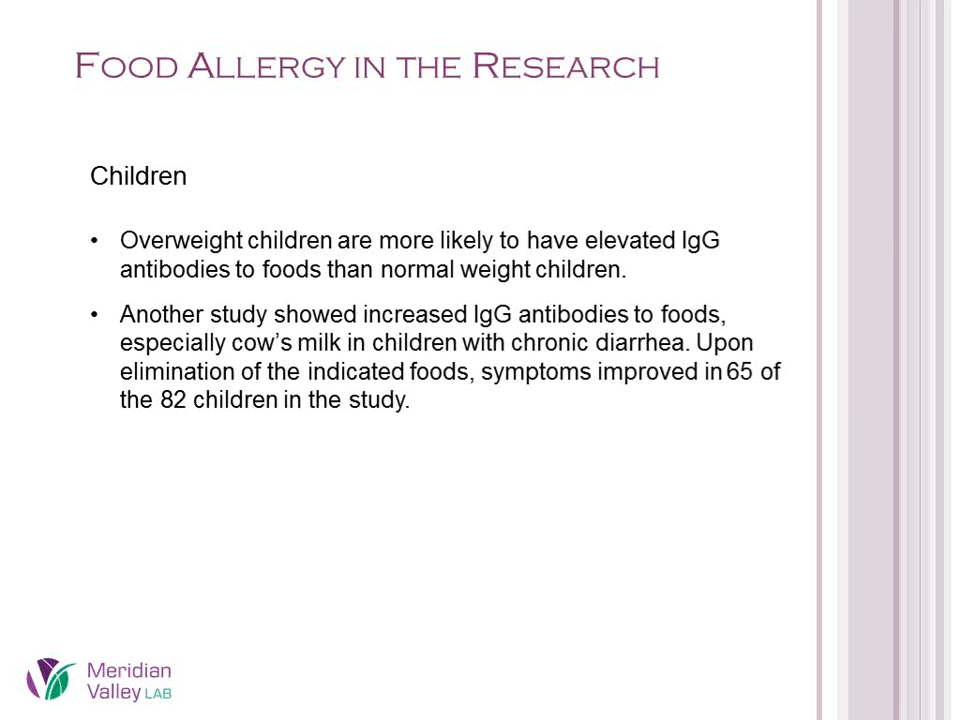 FOOD ALLERGY IN THE RESEARCH
Children
• Overweight children are more likely to have elevated IgG
antibodies to foods than normal weight children.
• Another study showed increased IgG antibodies to foods,
especially cow's milk in children with chronic diarrhea. Upon
elimination of the indicated foods, symptoms improved in 65 of
the 82 children in the study.
Meridian
Valley LAB